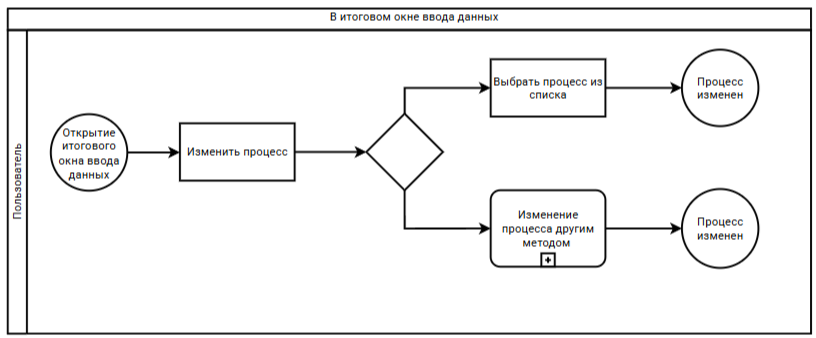 В итоговом окне ввода данных
Пользователь
Открытие
итогового
окна ввода
данных
Изменить процесс
Выбрать процесс из
списка
Процесс
изменен
Изменение
процесса другим
методом
Процесс
изменен